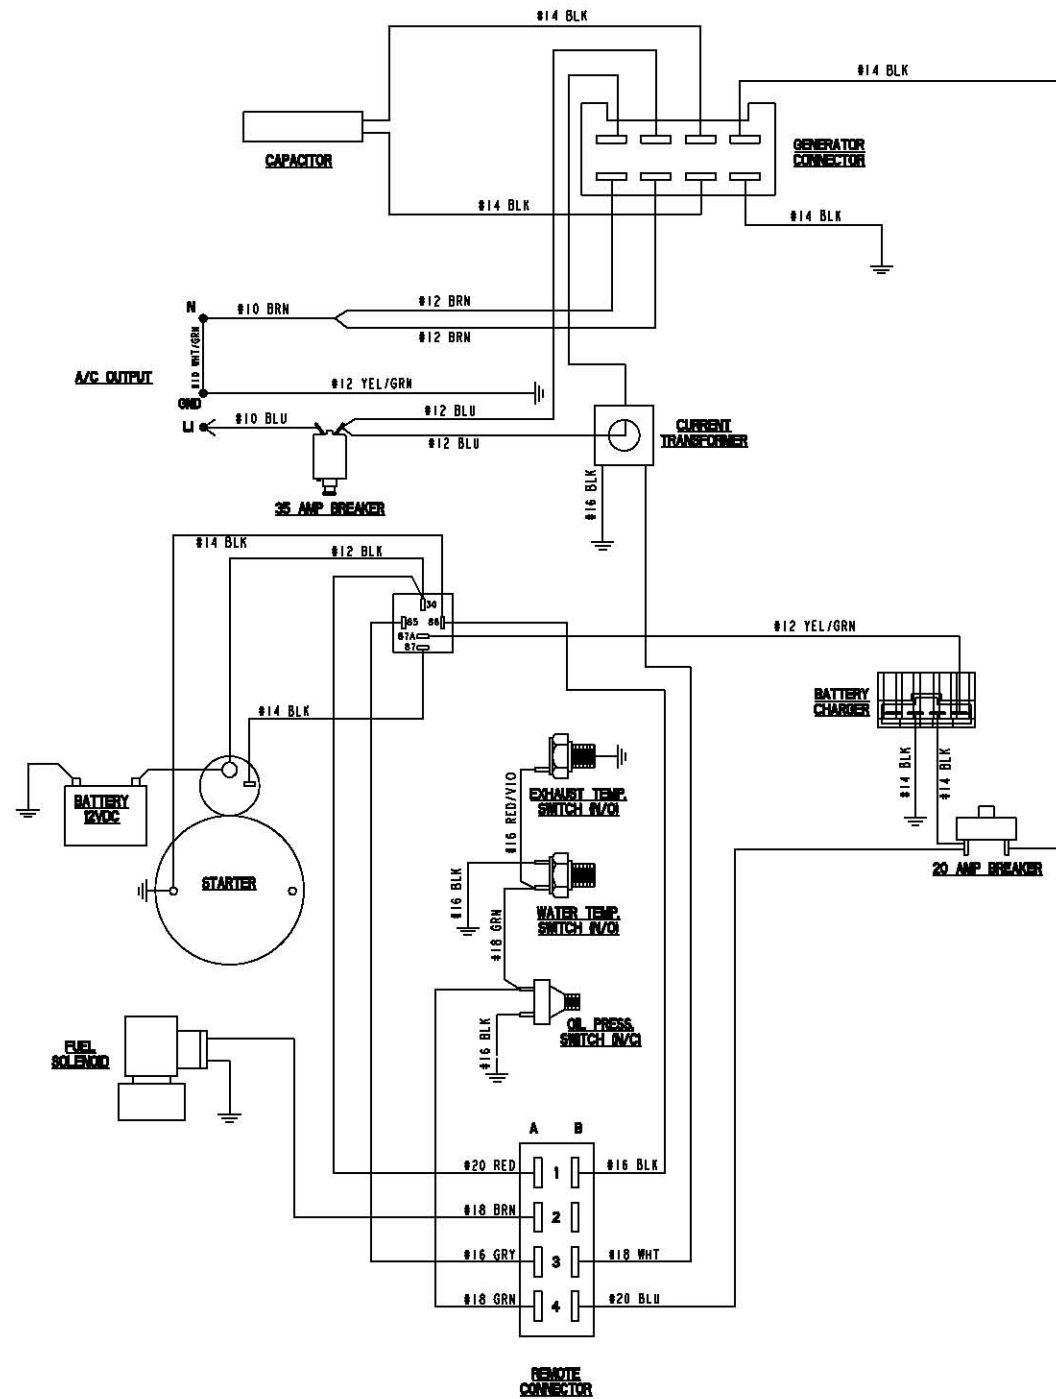 #14 BLK
#14 BLK
CAPACITOR
GENERATOR
CONNECTOR
#14 BLK
#14 BLK
N
#10 BRN
#12 BRN
#12 BRN
#10 WHT/GRN
A/C OUTPUT
#12 YEL/GRN
GND
L1
#10 BLU
#12 BLU
#12 BLU
CURRENT
TRANSFORMER
35 AMP BREAKER
#16 BLK
#14 BLK
#12 BLK
30
85 86
87A
87
#12 YEL/GRN
BATTERY
CHARGER
#14 BLK
#14 BLK
#14 BLK
BATTERY
12VDC
EXHAUST TEMP.
SWITCH (N/O)
#16 RED/VIO
20 AMP BREAKER
STARTER
#16 BLK
WATER TEMP.
SWITCH (N/O)
#18 GRN
OIL PRESS.
SWITCH (N/C)
#16 BLK
FUEL
SOLENOID
A B
#20 RED 1 #16 BLK
#18 BRN 2
#16 GRY 3 #18 WHT
#18 GRN 4 #20 BLU
REMOTE
CONNECTOR